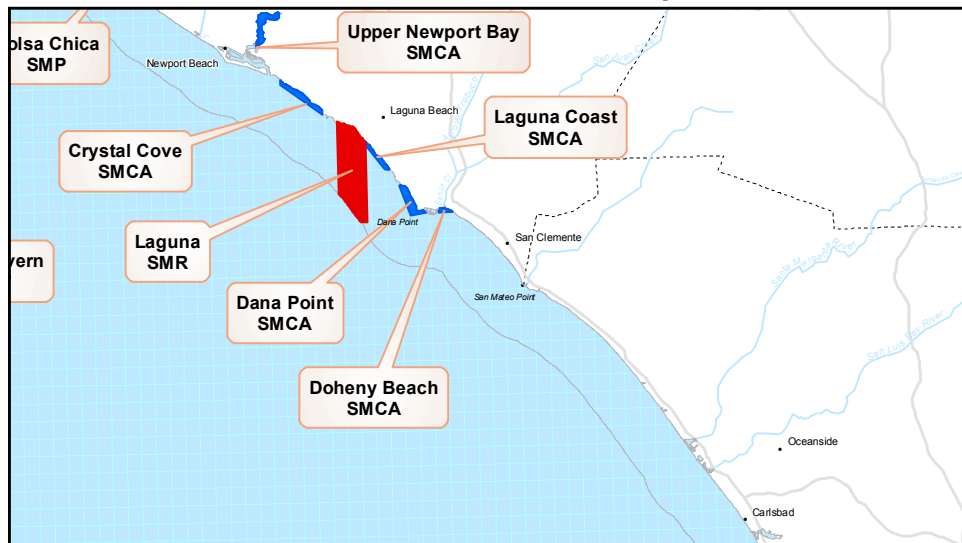 olsa Chica
SMP
Upper Newport Bay
SMCA
Newport Beach
Laguna Beach
Laguna Coast
SMCA
Crystal Cove
SMCA
Laguna
SMR
Dana Point
San Clemente
vern
Dana Point
SMCA
San Mateo Point
San Luis Rey River
Doheny Beach
SMCA
Oceanside
Carlsbad